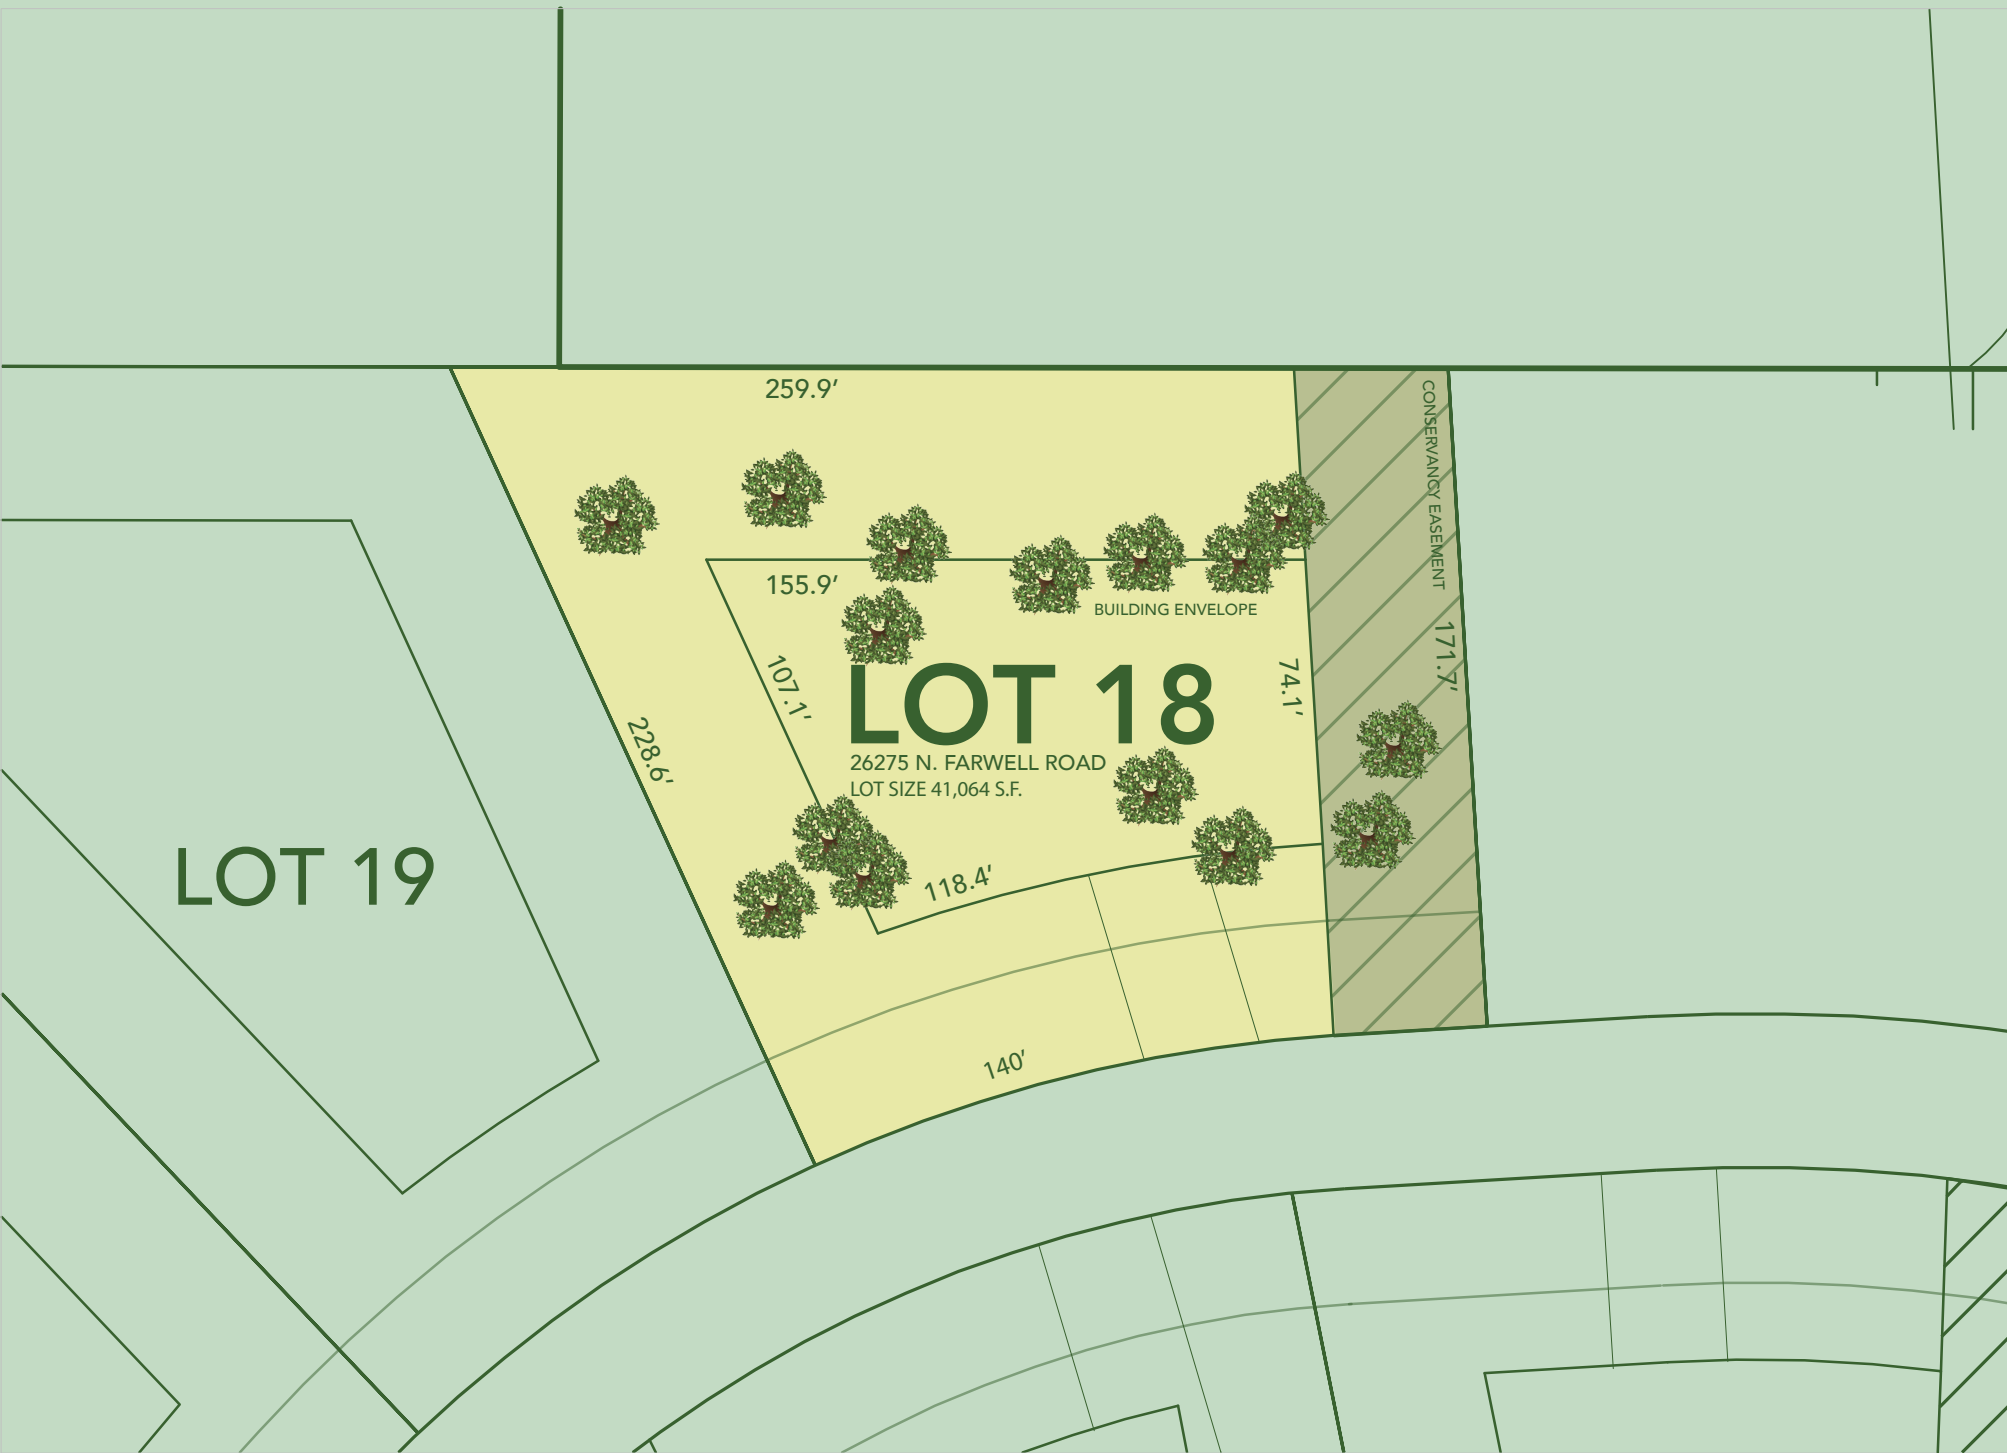 259.9’
CONSERVANCY EASEMENT
155.9’
BUILDING ENVELOPE
171.7’
107.1’
74.1’
LOT 18
228.6’
26275 N. FARWELL ROAD
LOT SIZE 41,064 S.F.
LOT 19
118.4’
140’